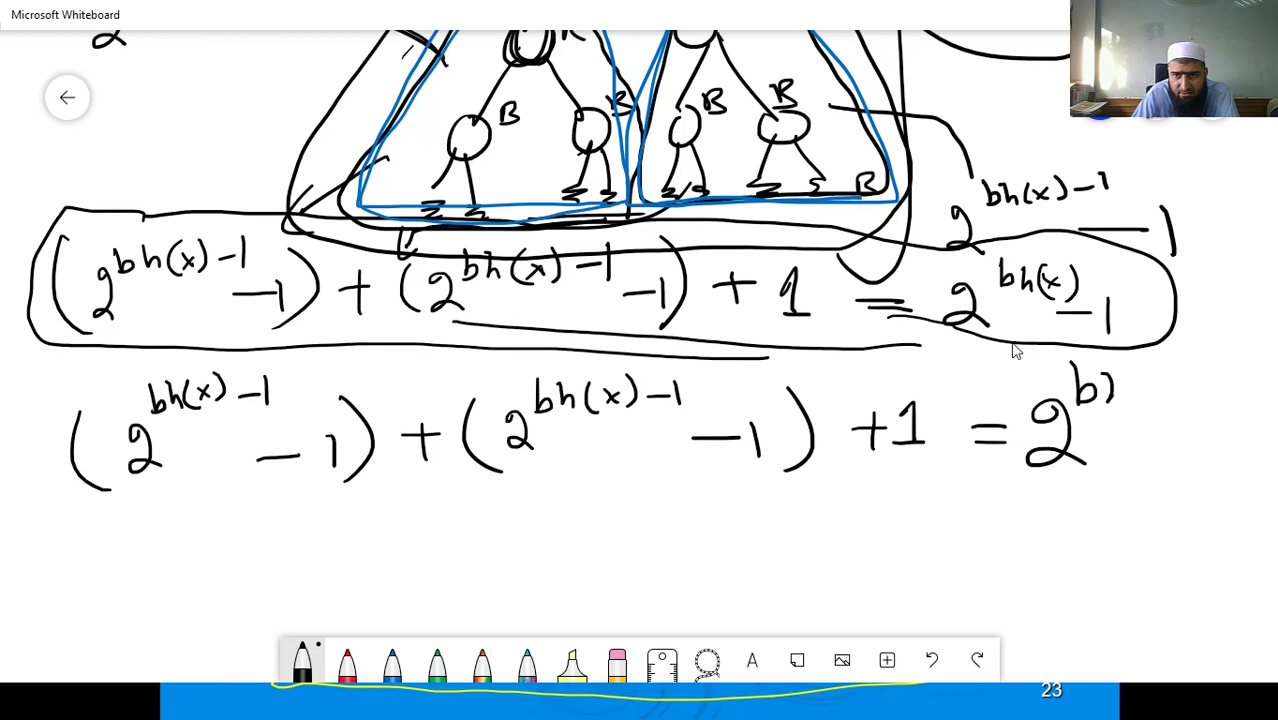 Microsoft Whiteboard
2
B B B B
R
2^{bh(x)-1} - 1
(2^{bh(x)-1} - 1) + (2^{bh(x)-1} - 1) + 1 = 2^{bh(x)} - 1
(2^{bh(x)-1} - 1) + (2^{bh(x)-1} - 1) + 1 = 2^{b
A
23